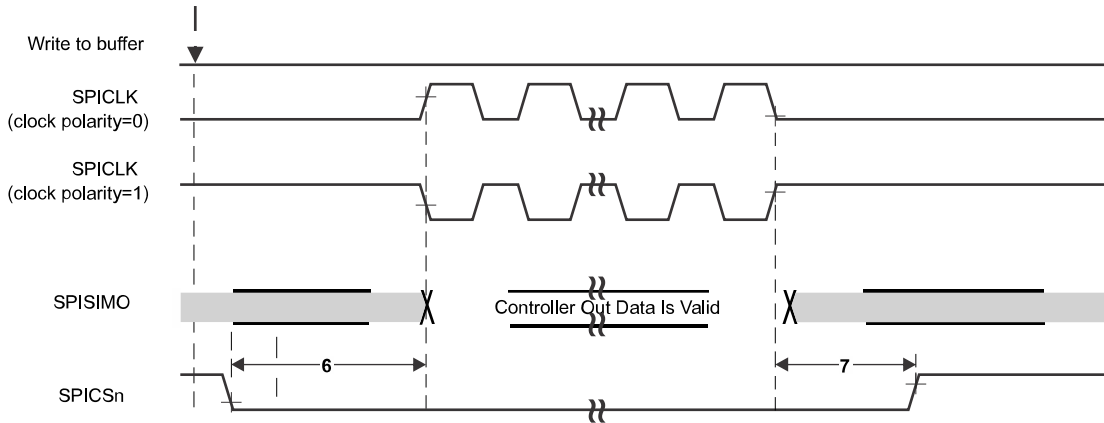 Write to buffer
SPICLK
(clock polarity=0)
SPICLK
(clock polarity=1)
SPISIMO
Controller Out Data Is Valid
6
7
SPICSn